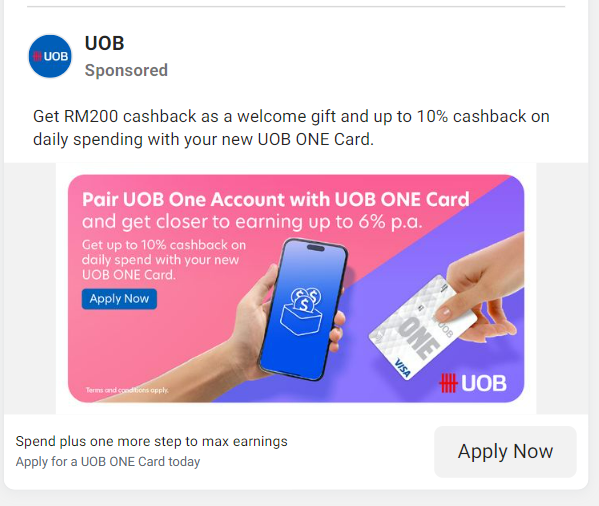 UOB
UOB
Sponsored
Get RM200 cashback as a welcome gift and up to 10% cashback on
daily spending with your new UOB ONE Card.
Pair UOB One Account with UOB ONE Card
and get closer to earning up to 6% p.a.
Get up to 10% cashback on
daily spend with your new
UOB ONE Card.
Apply Now
ONE
UOB
VISA
UOB
Terms and conditions apply.
Spend plus one more step to max earnings
Apply for a UOB ONE Card today
Apply Now